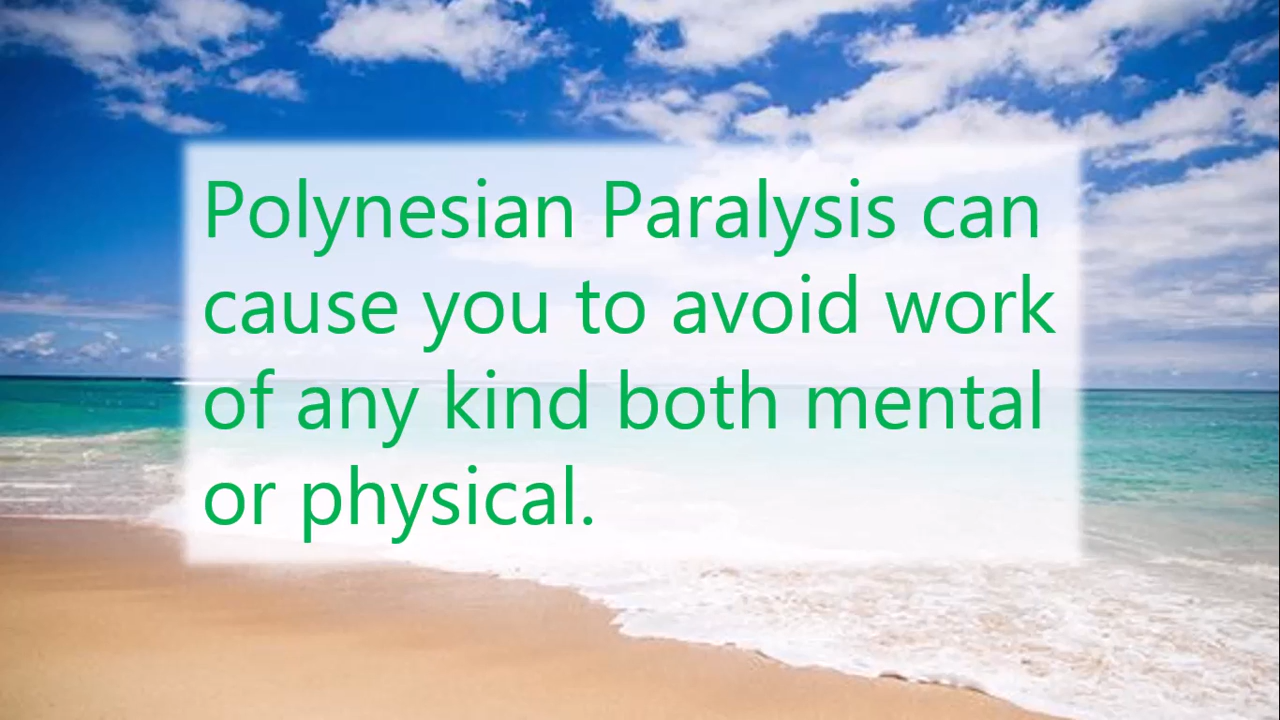 Polynesian Paralysis can
cause you to avoid work
of any kind both mental
or physical.